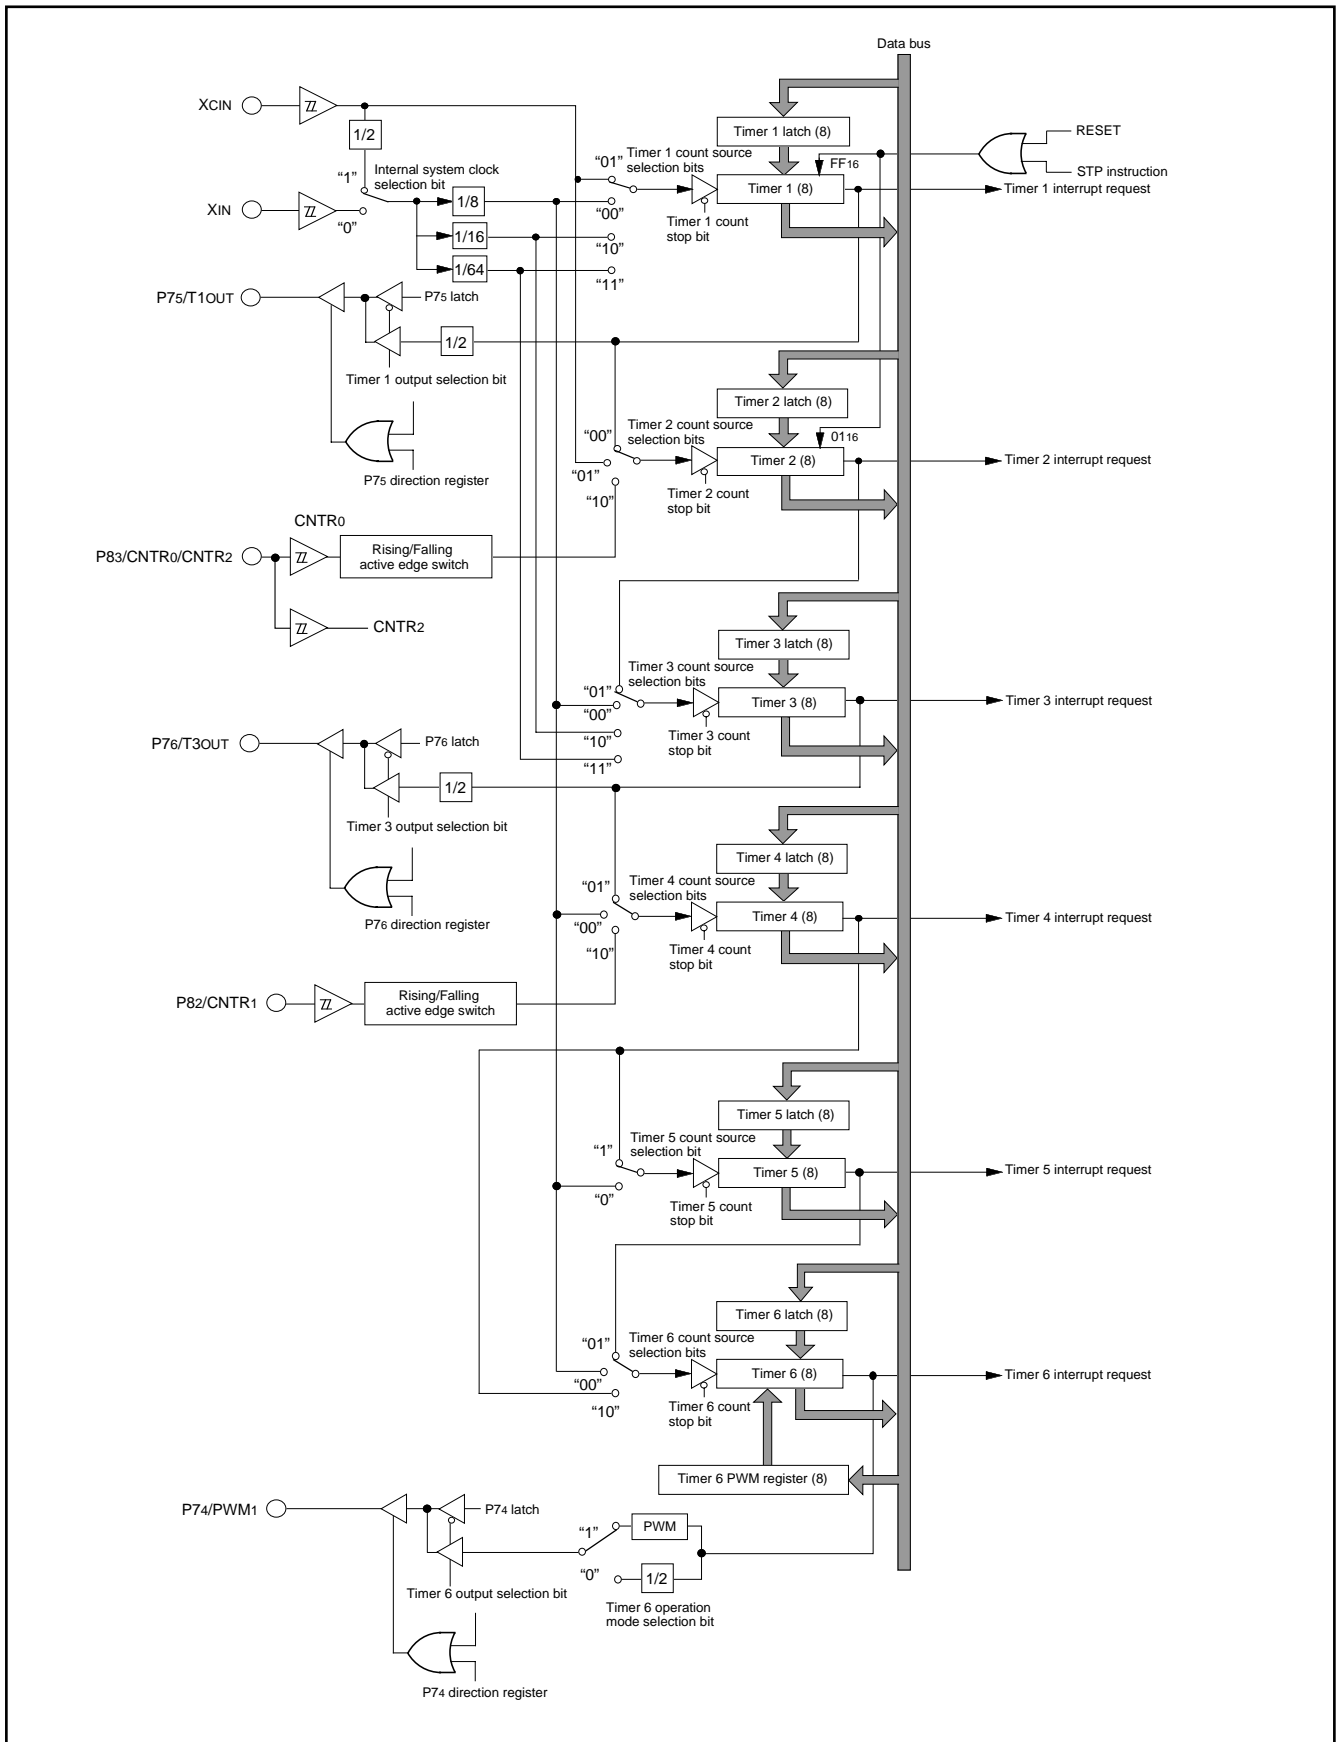 Data bus
XCIN
1/2
Timer 1 latch (8)
RESET
STP instruction
"01"
Timer 1 count source
selection bits
FF16
"1"
Internal system clock
selection bit
Timer 1 (8)
Timer 1 interrupt request
XIN
"0"
1/8
"00"
Timer 1 count
stop bit
1/16
"10"
1/64
"11"
P75/T1OUT
P75 latch
1/2
Timer 1 output selection bit
Timer 2 latch (8)
"00"
Timer 2 count source
selection bits
0116
Timer 2 (8)
Timer 2 interrupt request
"01"
P75 direction register
"10"
Timer 2 count
stop bit
CNTR0
P83/CNTR0/CNTR2
Rising/Falling
active edge switch
CNTR2
Timer 3 latch (8)
Timer 3 count source
selection bits
"01"
Timer 3 (8)
Timer 3 interrupt request
"00"
P76/T3OUT
P76 latch
"10"
Timer 3 count
stop bit
"11"
1/2
Timer 3 output selection bit
Timer 4 latch (8)
"01"
Timer 4 count source
selection bits
Timer 4 (8)
Timer 4 interrupt request
P76 direction register
"00"
"10"
Timer 4 count
stop bit
P82/CNTR1
Rising/Falling
active edge switch
Timer 5 latch (8)
"1"
Timer 5 count source
selection bit
Timer 5 (8)
Timer 5 interrupt request
"0"
Timer 5 count
stop bit
Timer 6 latch (8)
"01"
Timer 6 count source
selection bits
Timer 6 (8)
Timer 6 interrupt request
"00"
"10"
Timer 6 count
stop bit
Timer 6 PWM register (8)
P74/PWM1
P74 latch
"1"
PWM
"0"
1/2
Timer 6 output selection bit
Timer 6 operation
mode selection bit
P74 direction register